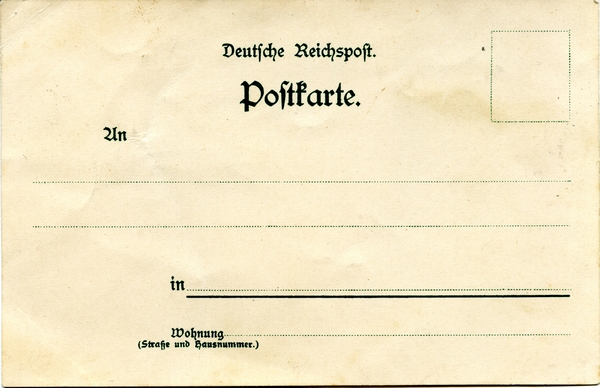 Deutsche Reichspost.
Postkarte.
An
in
Wohnung
(Straße und Hausnummer.)